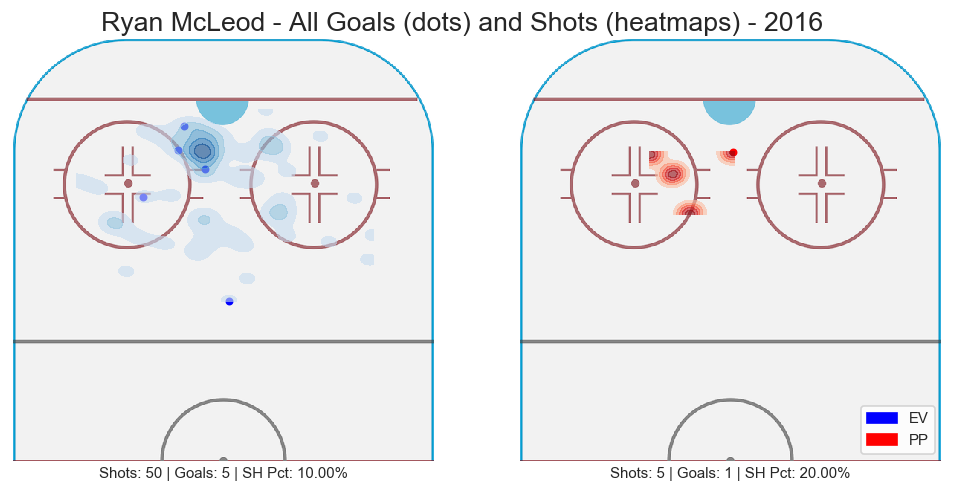 Ryan McLeod - All Goals (dots) and Shots (heatmaps) - 2016
EV
PP
Shots: 50 | Goals: 5 | SH Pct: 10.00%
Shots: 5 | Goals: 1 | SH Pct: 20.00%